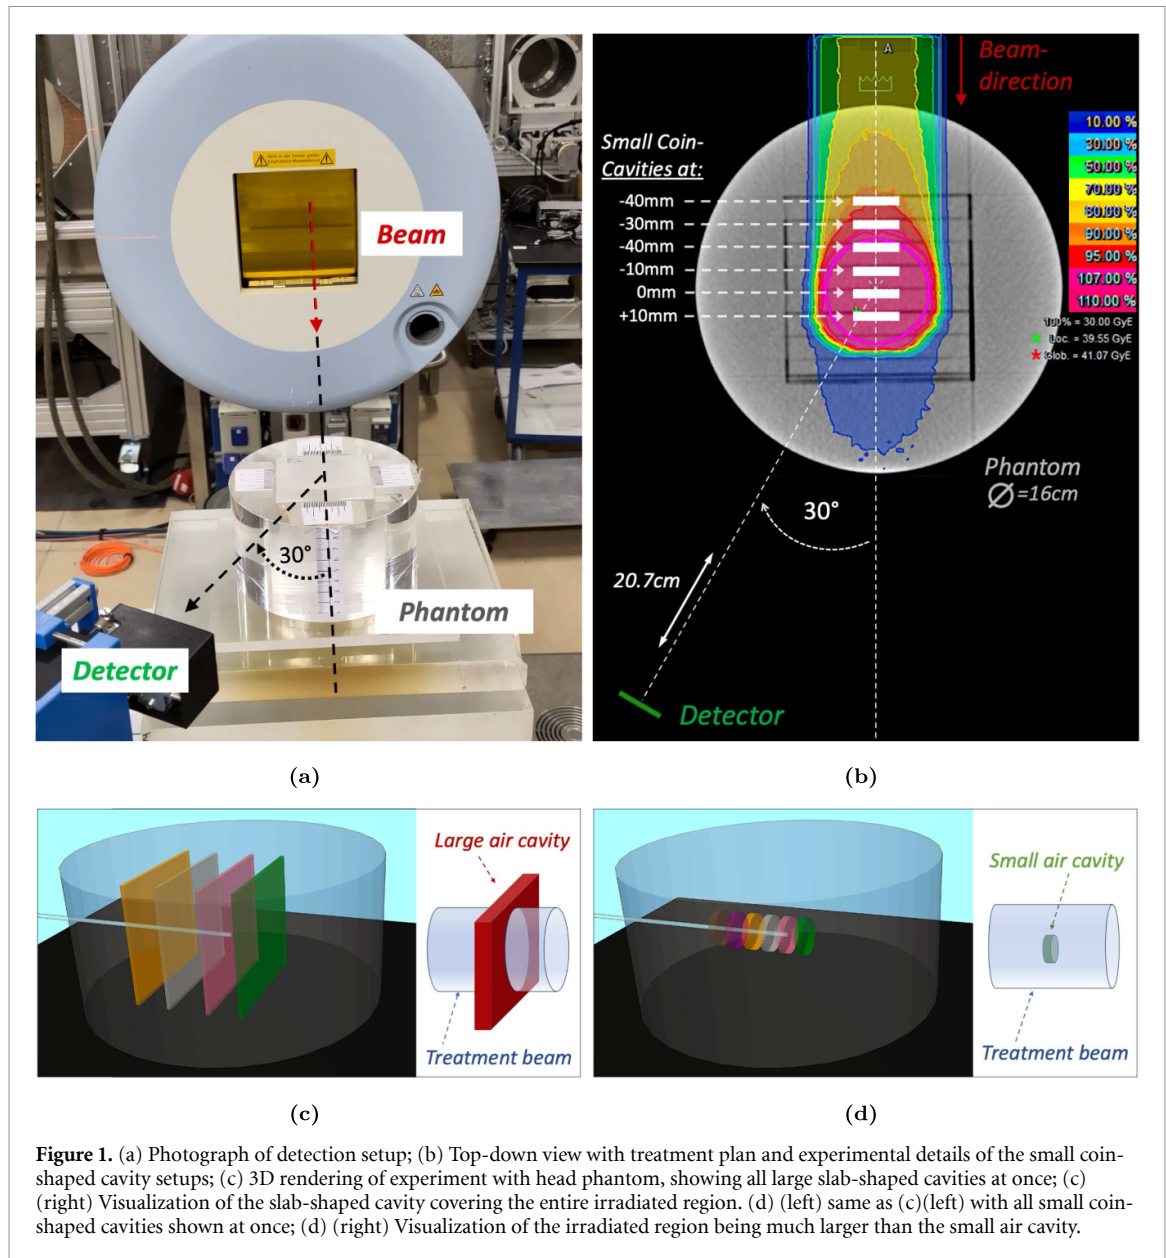 Beam
30°
Phantom
Detector
(a)
A
Beam-
direction
Small Coin-
Cavities at:
-40mm
-30mm
-40mm
-10mm
0mm
+10mm
10.00 %
30.00 %
50.00 %
70.00 %
80.00 %
90.00 %
95.00 %
107.00 %
110.00 %
100% = 30.00 GyE
Loc. = 39.55 GyE
Glob. = 41.07 GyE
Phantom
Ø=16cm
30°
20.7cm
Detector
(b)
Large air cavity
Treatment beam
(c)
Small air cavity
Treatment beam
(d)
Figure 1. (a) Photograph of detection setup; (b) Top-down view with treatment plan and experimental details of the small coin-
shaped cavity setups; (c) 3D rendering of experiment with head phantom, showing all large slab-shaped cavities at once; (c)
(right) Visualization of the slab-shaped cavity covering the entire irradiated region. (d) (left) same as (c)(left) with all small coin-
shaped cavities shown at once; (d) (right) Visualization of the irradiated region being much larger than the small air cavity.